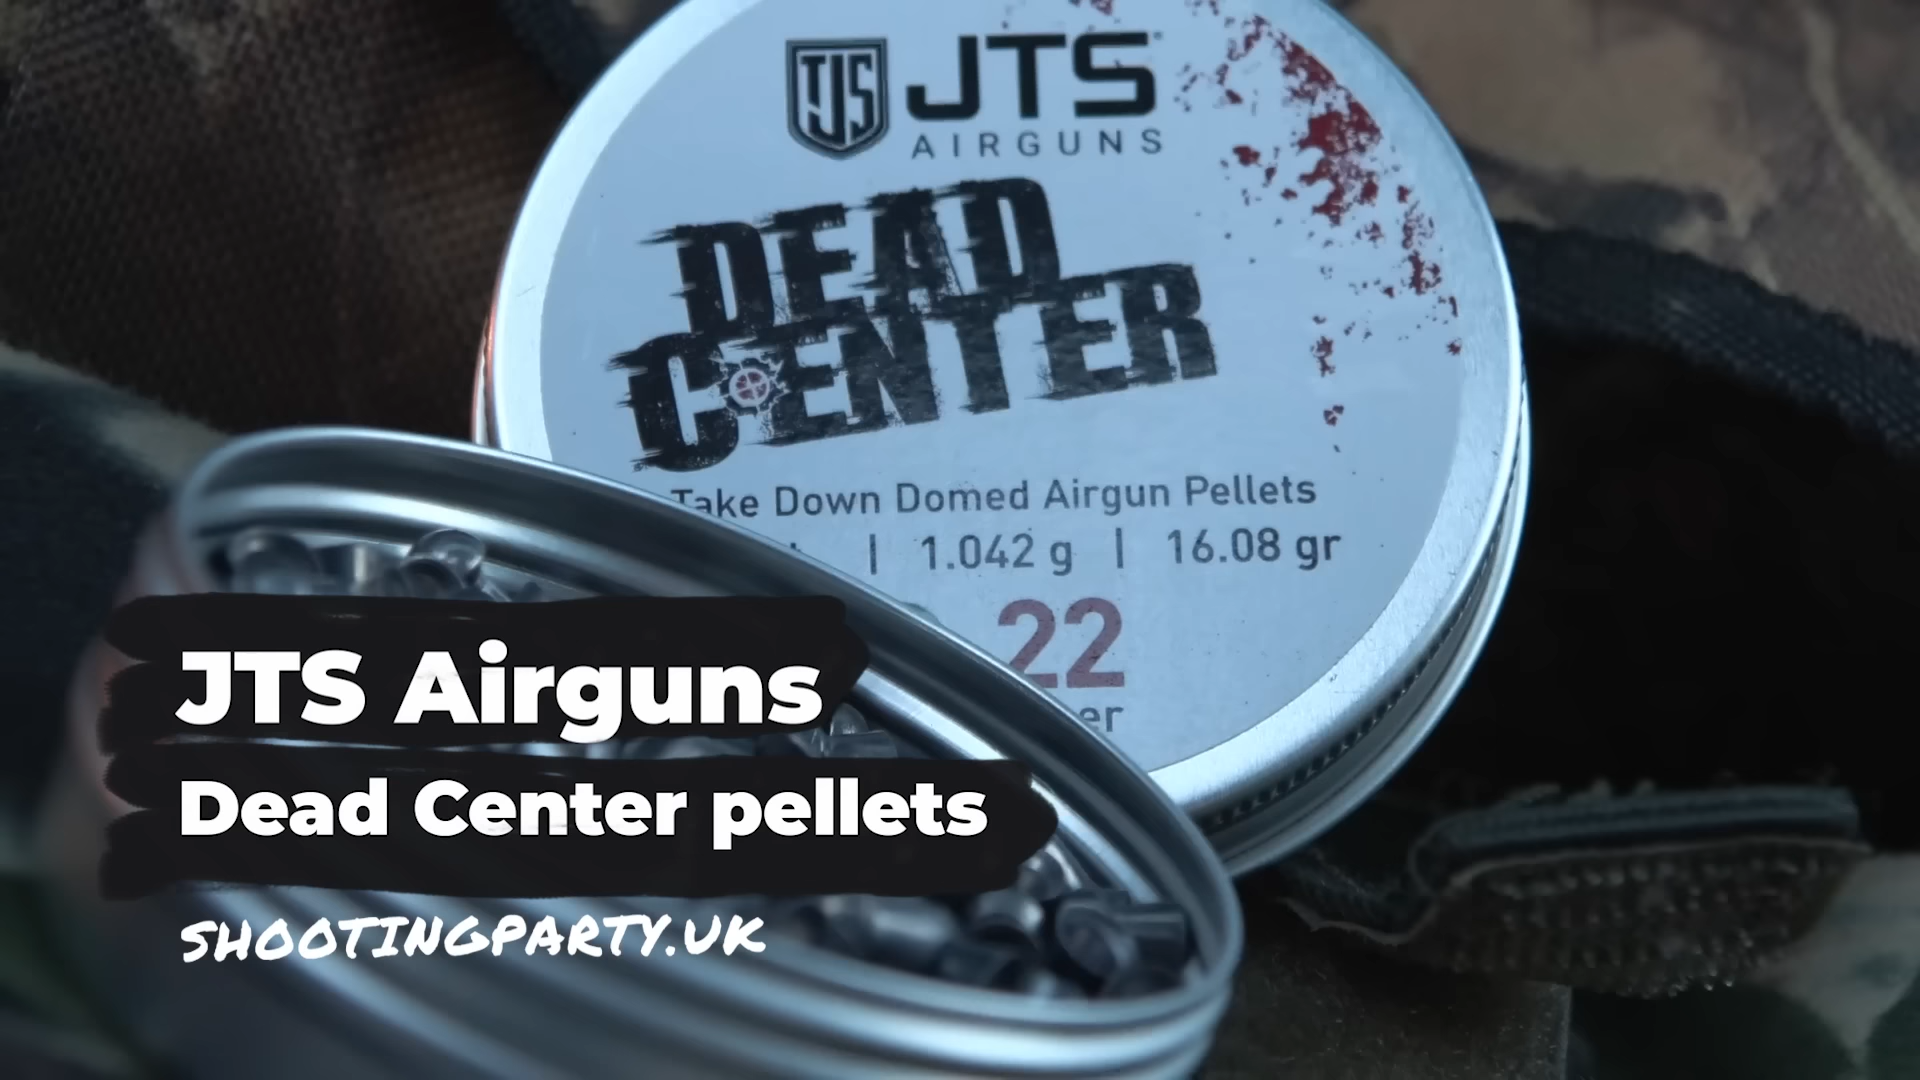 JTS JTS
AIRGUNS
DEAD
CENTER
Take Down Domed Airgun Pellets
| 1.042 g | 16.08 gr
22
JTS Airguns
Dead Center pellets
SHOOTINGPARTY.UK